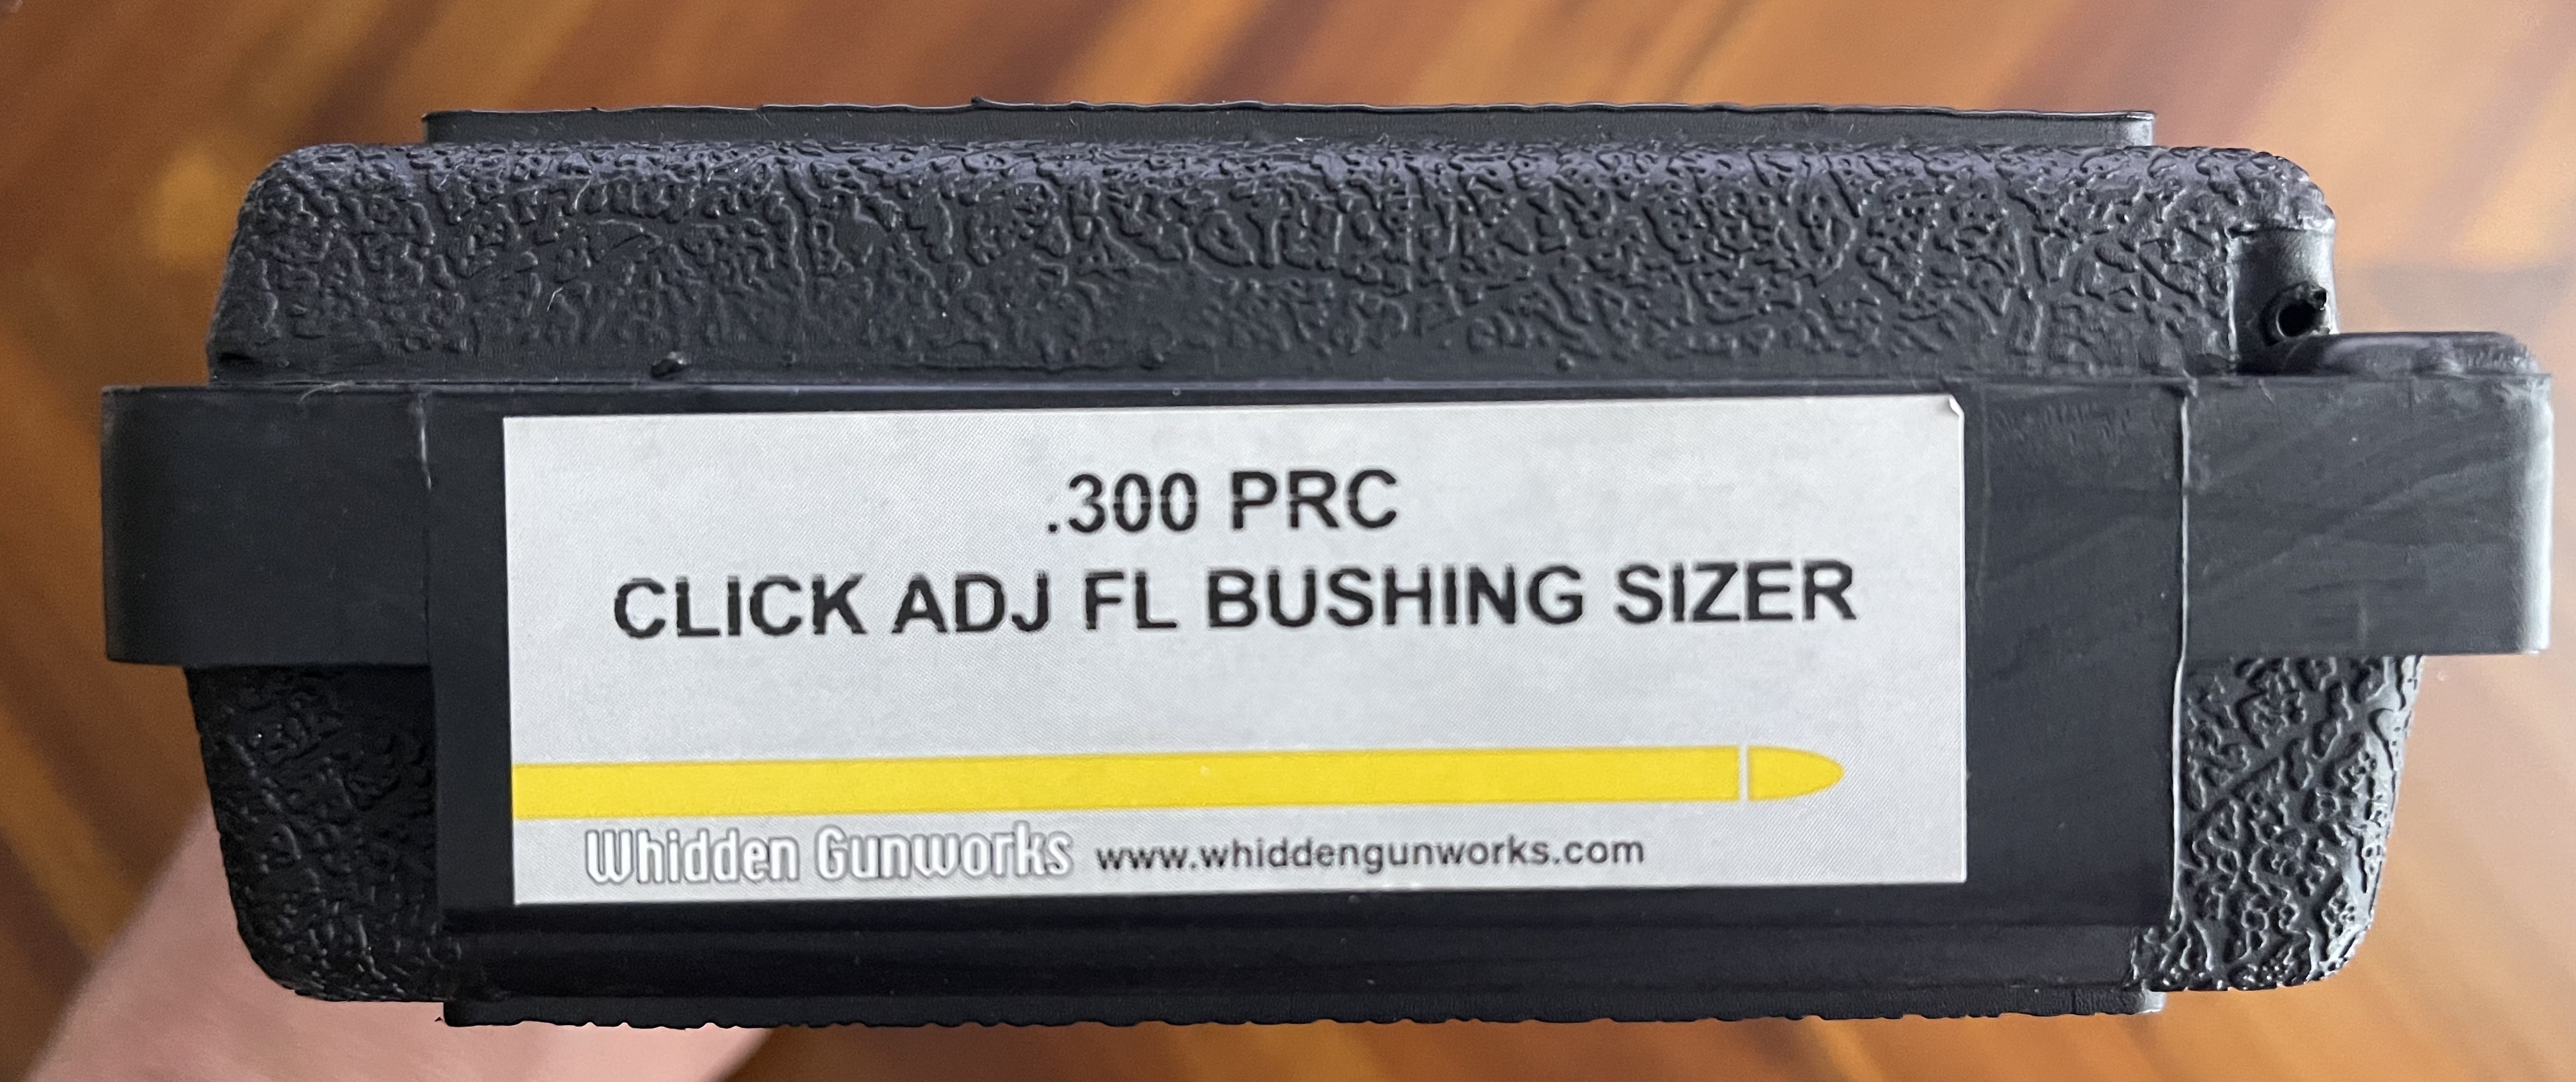 .300 PRC
CLICK ADJ FL BUSHING SIZER
Whidden Gunworks www.whiddengunworks.com